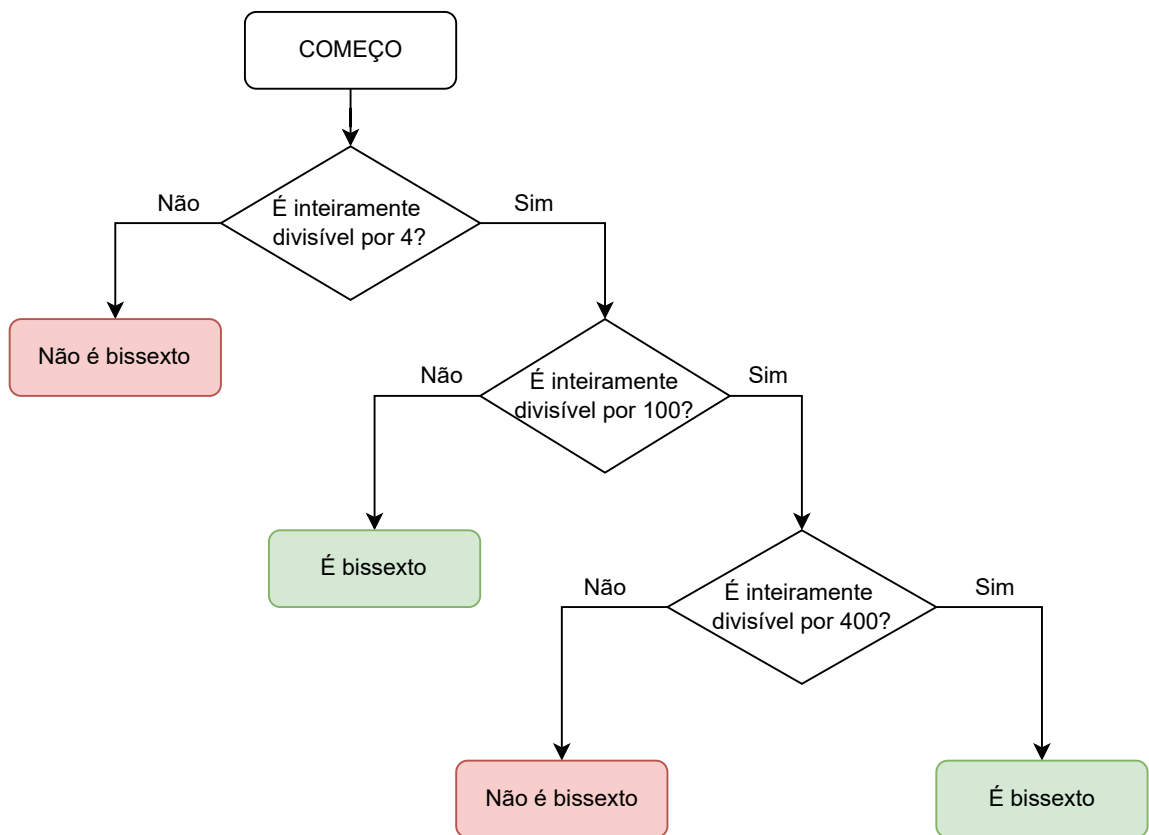 COMEÇO
Não
Sim
É inteiramente
divisível por 4?
Não é bissexto
Não
Sim
É inteiramente
divisível por 100?
É bissexto
Não
Sim
É inteiramente
divisível por 400?
Não é bissexto
É bissexto